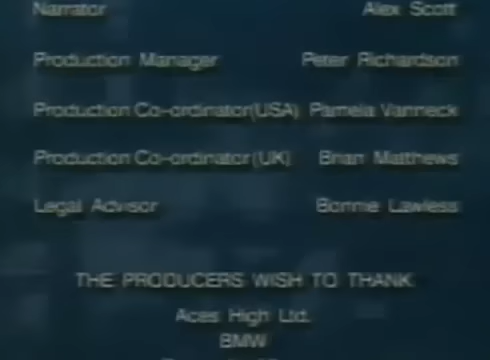 Narrator Alex Scott
Production Manager Peter Richardson
Production Co-ordinator(USA) Pamela Vanneck
Production Co-ordinator(UK) Brian Matthews
Legal Advisor Bonnie Lawless
THE PRODUCERS WISH TO THANK
Aces High Ltd.
BMW